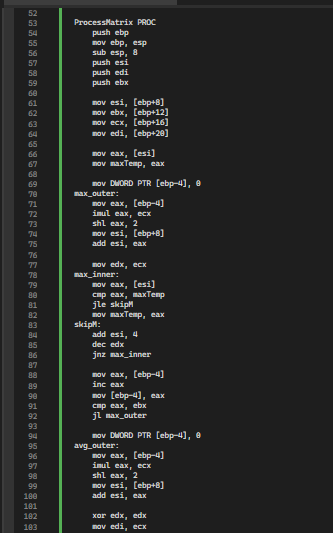 52
53 ProcessMatrix PROC
54 push ebp
55 mov ebp, esp
56 sub esp, 8
57 push esi
58 push edi
59 push ebx
60
61 mov esi, [ebp+8]
62 mov ebx, [ebp+12]
63 mov ecx, [ebp+16]
64 mov edi, [ebp+20]
65
66 mov eax, [esi]
67 mov maxTemp, eax
68
69 mov DWORD PTR [ebp-4], 0
70 max_outer:
71 mov eax, [ebp-4]
72 imul eax, ecx
73 shl eax, 2
74 mov esi, [ebp+8]
75 add esi, eax
76
77 mov edx, ecx
78 max_inner:
79 mov eax, [esi]
80 cmp eax, maxTemp
81 jle skipM
82 mov maxTemp, eax
83 skipM:
84 add esi, 4
85 dec edx
86 jnz max_inner
87
88 mov eax, [ebp-4]
89 inc eax
90 mov [ebp-4], eax
91 cmp eax, ebx
92 jl max_outer
93
94 mov DWORD PTR [ebp-4], 0
95 avg_outer:
96 mov eax, [ebp-4]
97 imul eax, ecx
98 shl eax, 2
99 mov esi, [ebp+8]
100 add esi, eax
101
102 xor edx, edx
103 mov edi, ecx